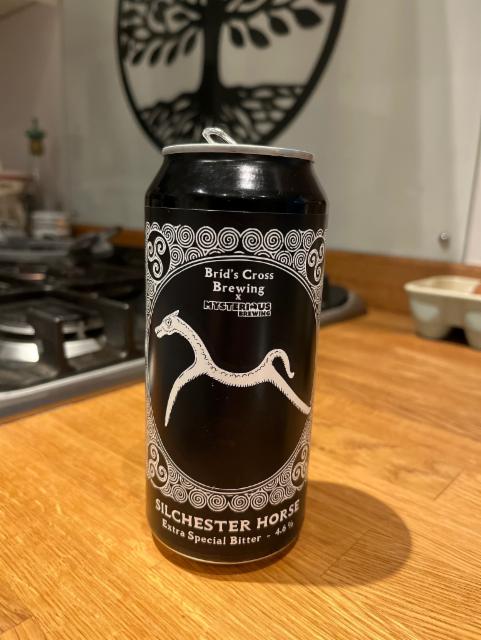 Brid's Cross
Brewing
x
MYSTERIOUS
BREWING
SILCHESTER HORSE
Extra Special Bitter - 4.6 %